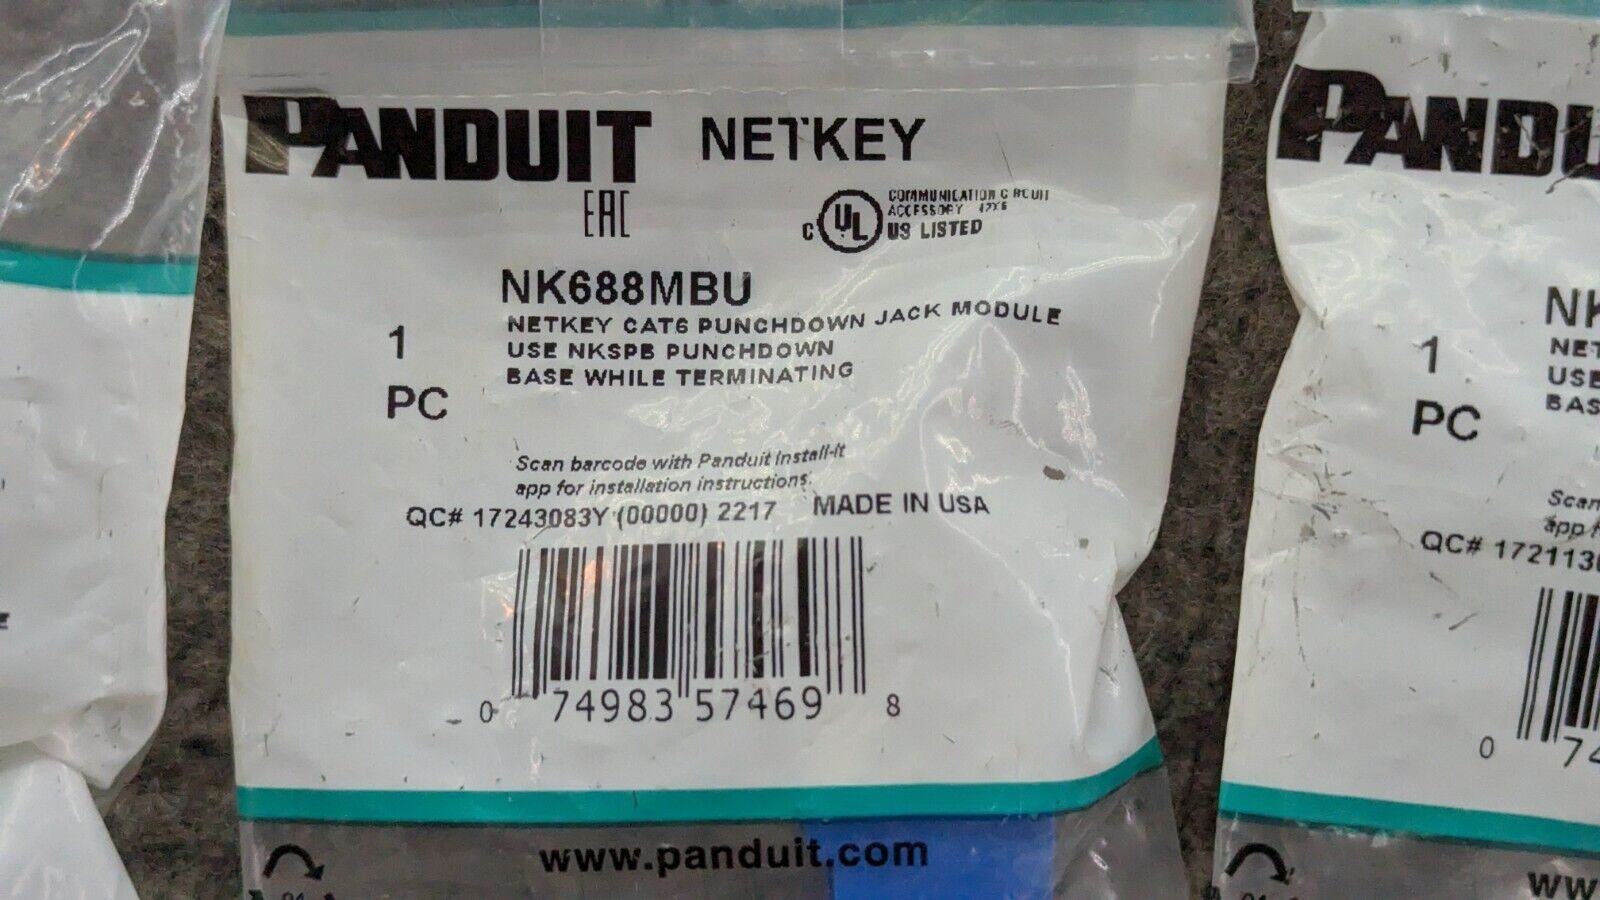 PANDUIT NETKEY
EAC
C UL US LISTED
COMMUNICATION CIRCUIT
ACCESSORY
NK688MBU
NETKEY CAT6 PUNCHDOWN JACK MODULE
USE NKSPB PUNCHDOWN
BASE WHILE TERMINATING
1
PC
Scan barcode with Panduit Install-It
app for installation instructions.
QC# 17243083Y (00000) 2217 MADE IN USA
0 74983 57469 8
www.panduit.com
PANDU
NK
1
PC
NET
USE
BAS
Scan
app f
QC# 172113
0 74
ww